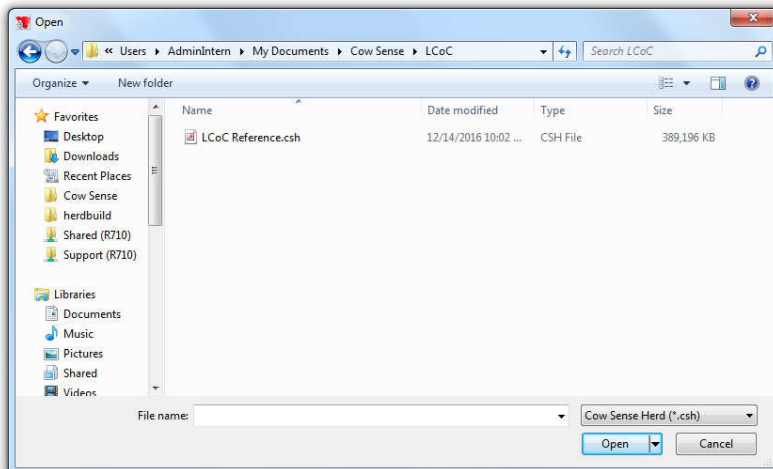 Open
« Users ▸ AdminIntern ▸ My Documents ▸ Cow Sense ▸ LCoC
Search LCoC
Organize
New folder
Name
Date modified
Type
Size
LCoC Reference.csh
12/14/2016 10:02 ...
CSH File
389,196 KB
Favorites
Desktop
Downloads
Recent Places
Cow Sense
herdbuild
Shared (R710)
Support (R710)
Libraries
Documents
Music
Pictures
Shared
Videos
File name:
Cow Sense Herd (*.csh)
Open
Cancel